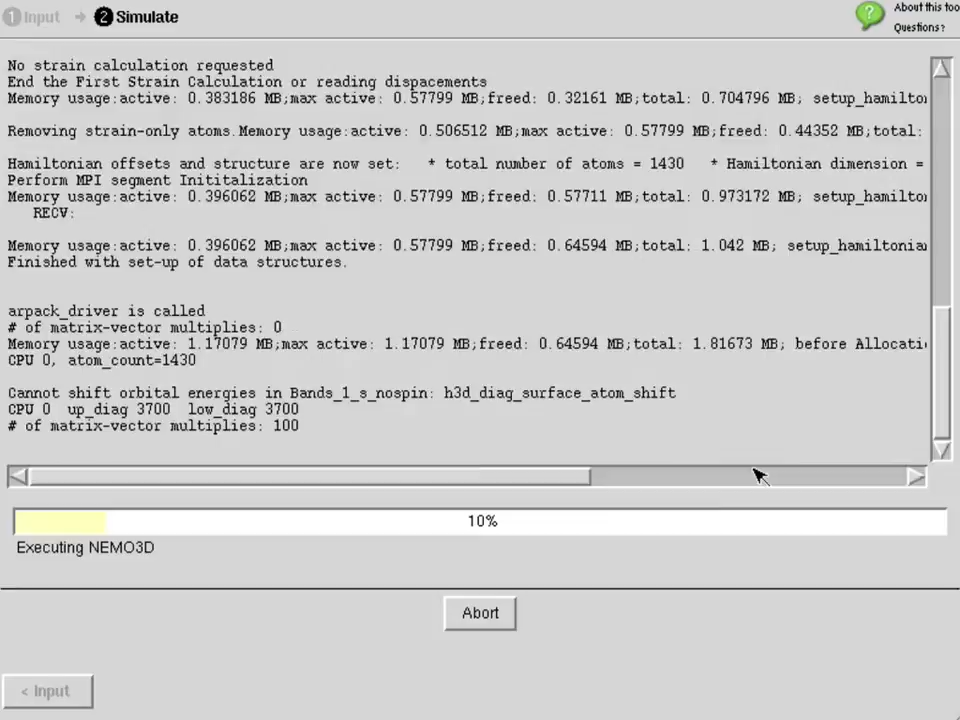 1 Input → 2 Simulate
About this too
Questions?
No strain calculation requested
End the First Strain Calculation or reading dispacements
Memory usage:active: 0.383186 MB;max active: 0.57799 MB;freed: 0.32161 MB;total: 0.704796 MB; setup_hamilto
Removing strain-only atoms.Memory usage:active: 0.506512 MB;max active: 0.57799 MB;freed: 0.44352 MB;total:
Hamiltonian offsets and structure are now set: * total number of atoms = 1430 * Hamiltonian dimension =
Perform MPI segment Inititalization
Memory usage:active: 0.396062 MB;max active: 0.57799 MB;freed: 0.57711 MB;total: 0.973172 MB; setup_hamilto
RECV:
Memory usage:active: 0.396062 MB;max active: 0.57799 MB;freed: 0.64594 MB;total: 1.042 MB; setup_hamiltonia
Finished with set-up of data structures.
arpack_driver is called
# of matrix-vector multiplies: 0
Memory usage:active: 1.17079 MB;max active: 1.17079 MB;freed: 0.64594 MB;total: 1.81673 MB; before Allocati
CPU 0, atom_count=1430
Cannot shift orbital energies in Bands_1_s_nospin: h3d_diag_surface_atom_shift
CPU 0 up_diag 3700 low_diag 3700
# of matrix-vector multiplies: 100
10%
Executing NEMO3D
Abort
< Input